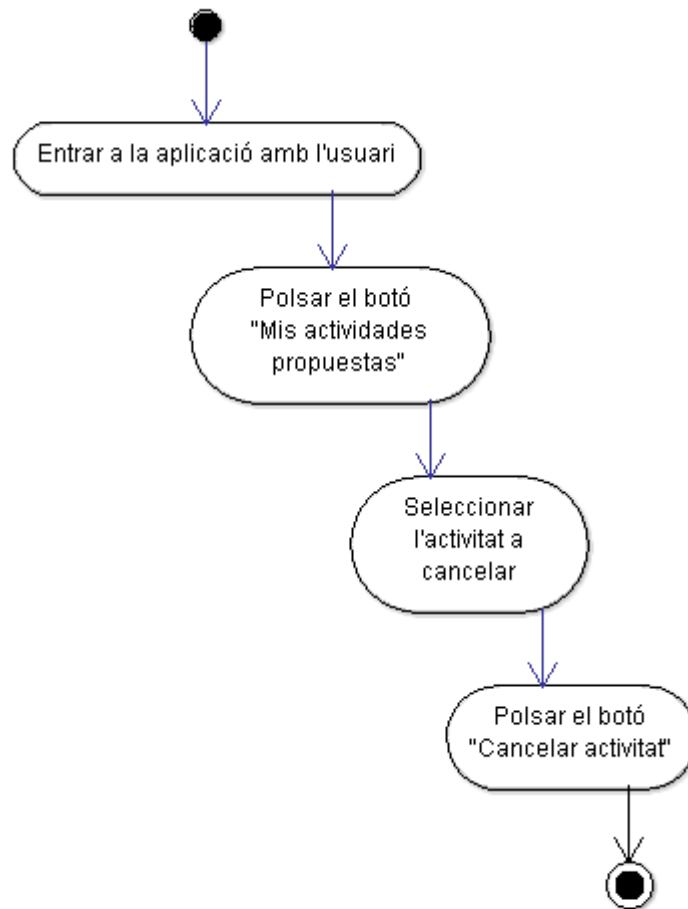 Entrar a la aplicació amb l'usuari
Polsar el botó
"Mis actividades
propuestas"
Seleccionar
l'activitat a
cancelar
Polsar el botó
"Cancelar activitat"